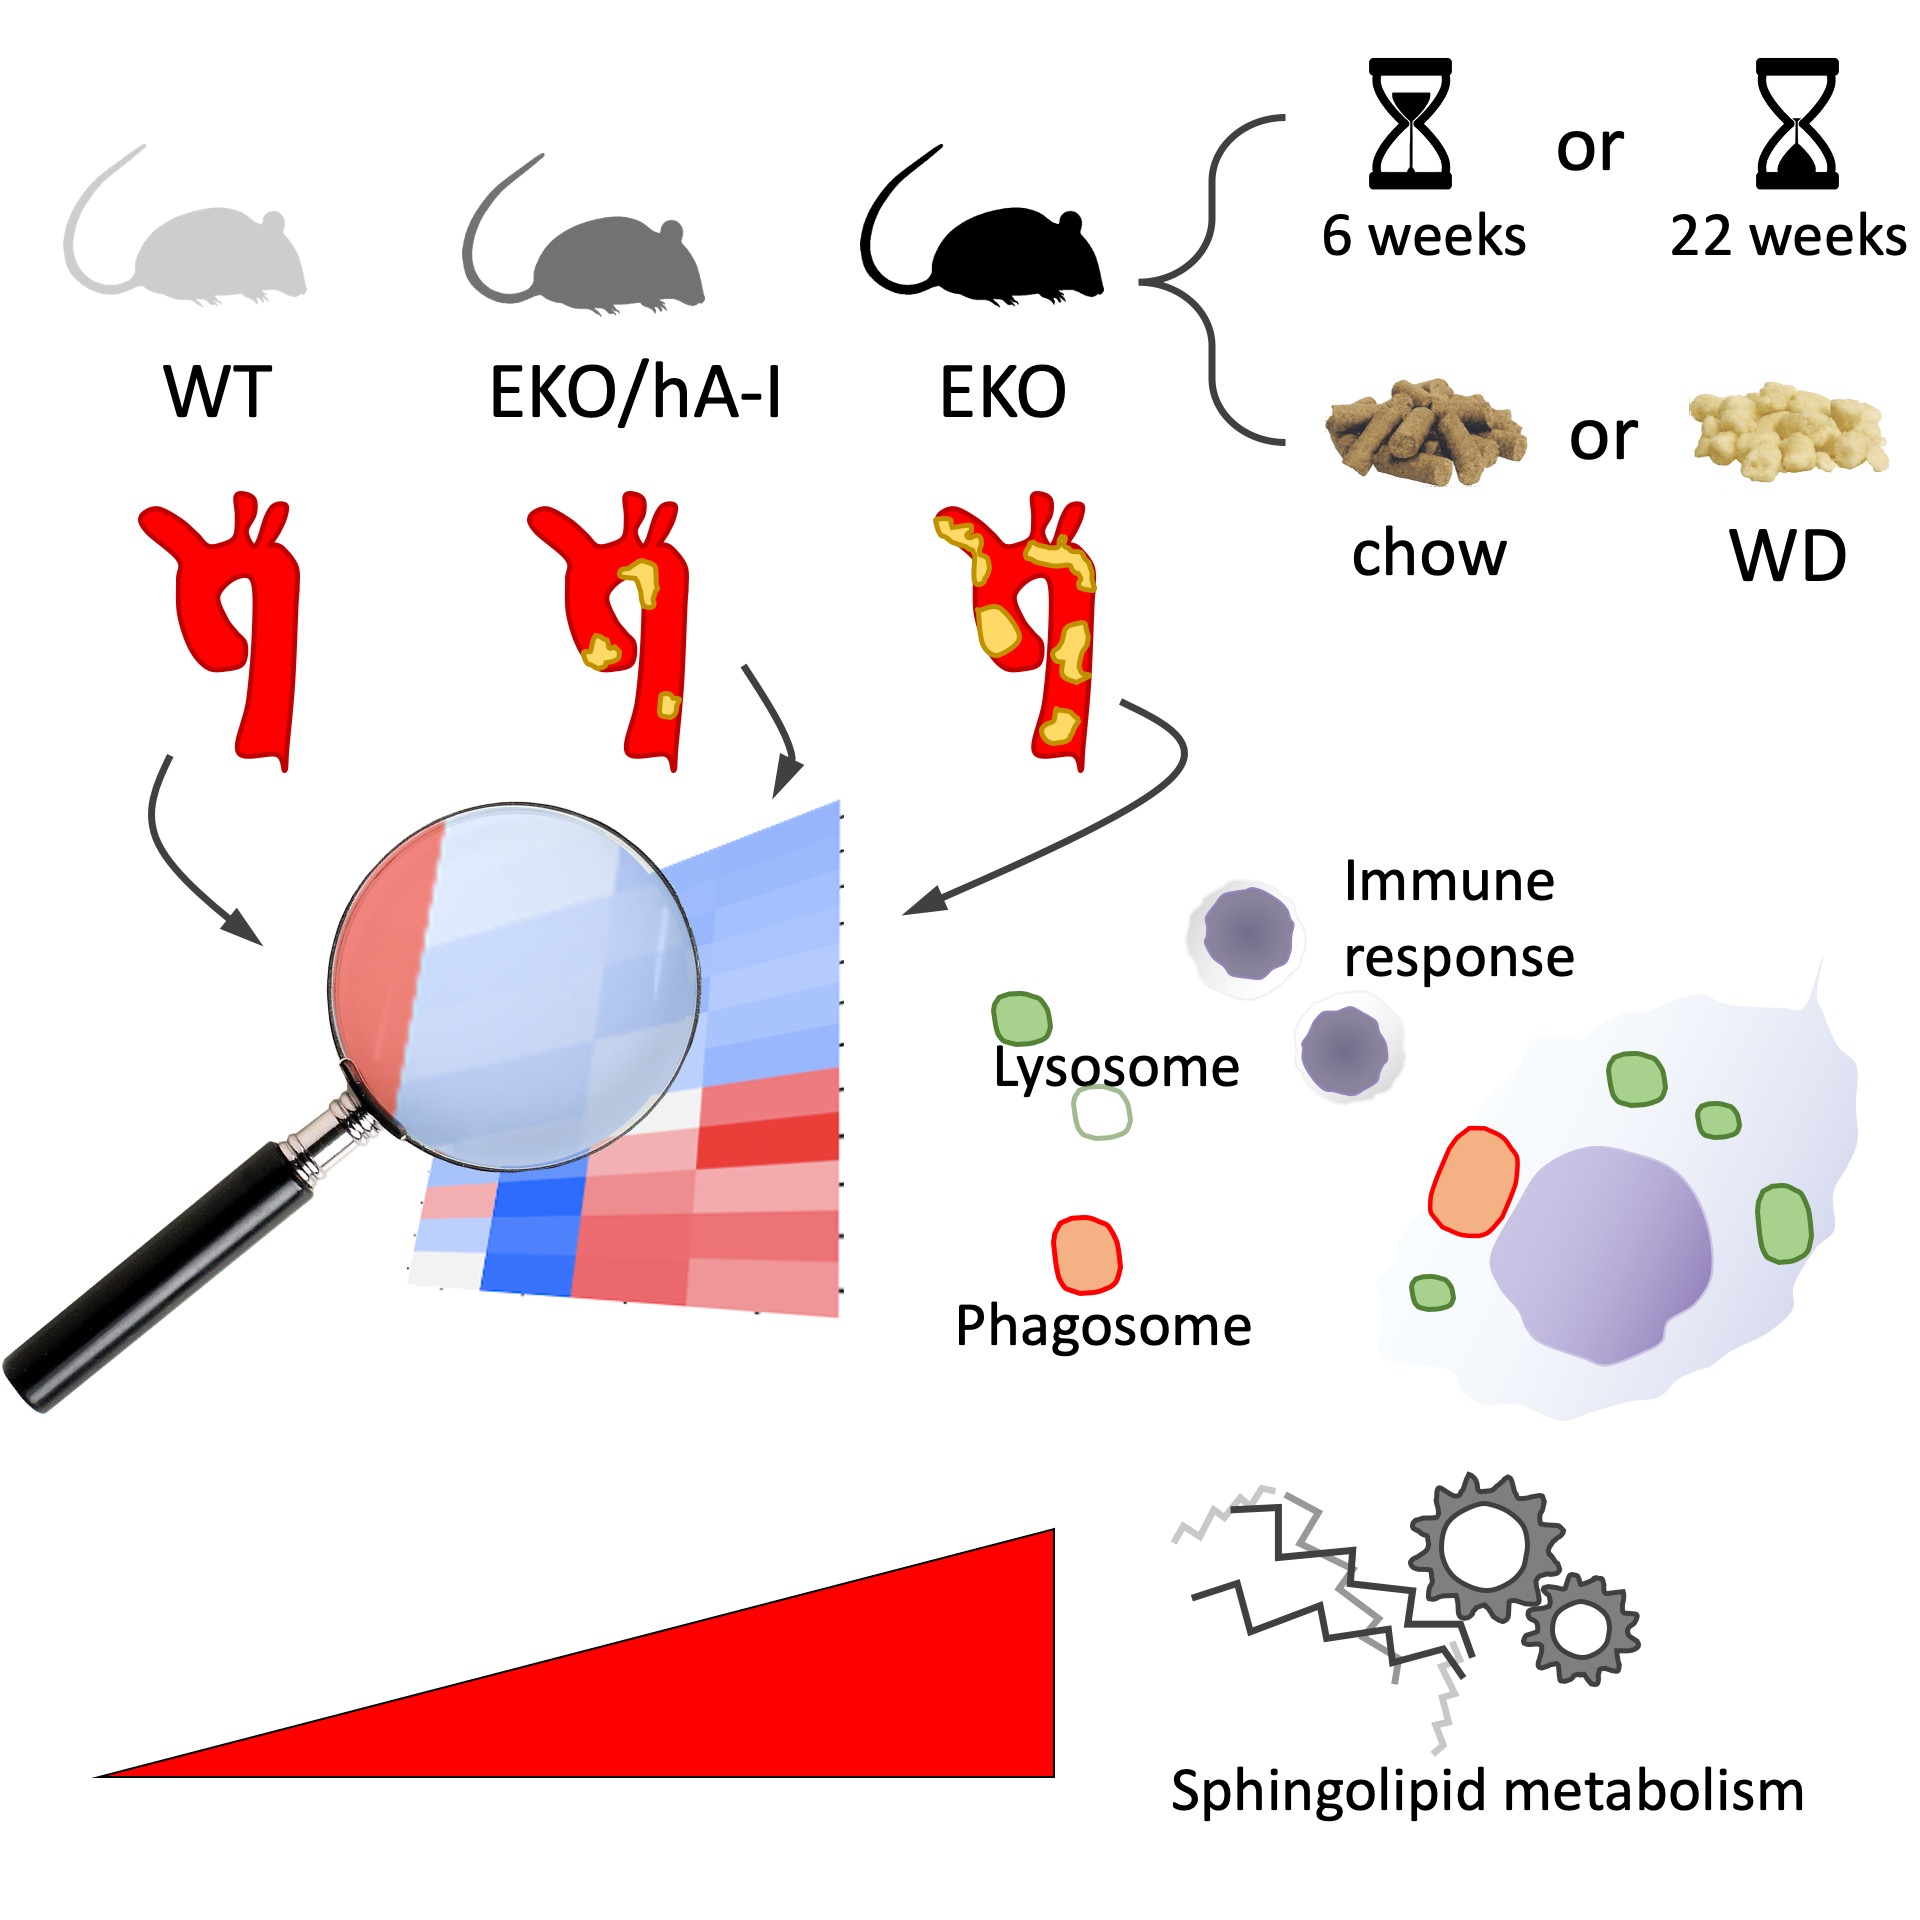 or
6 weeks
22 weeks
WT
EKO/hA-I
EKO
or
chow
WD
Immune
response
Lysosome
Phagosome
Sphingolipid metabolism